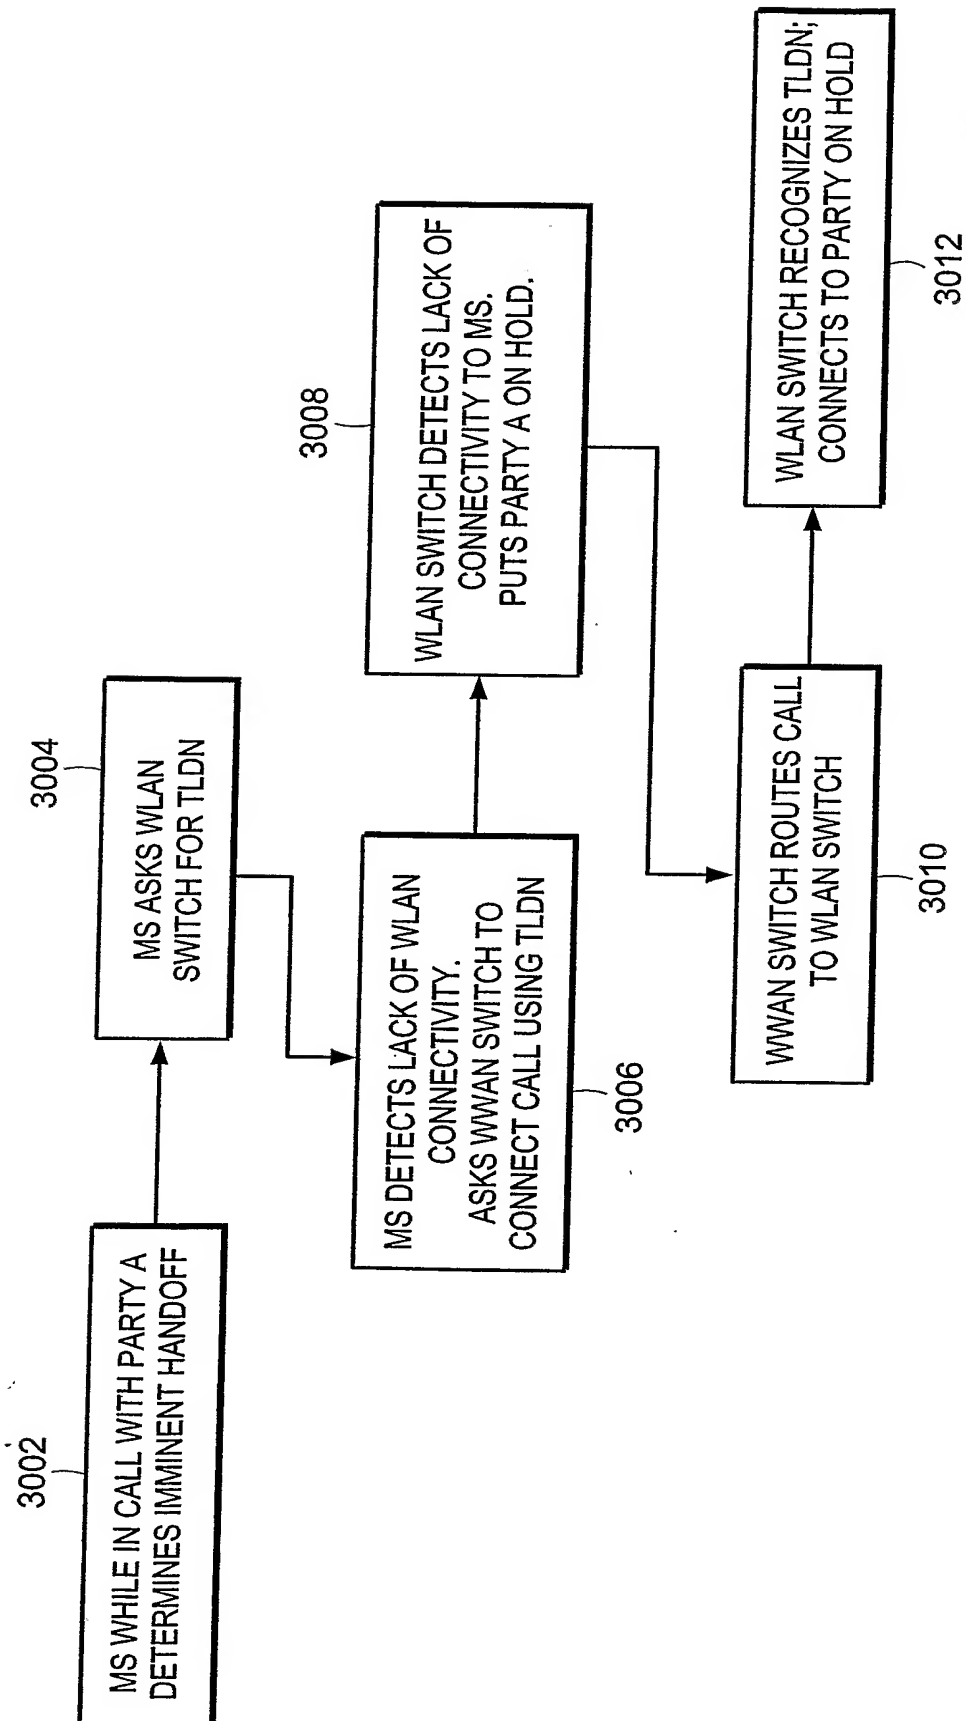 3002
MS WHILE IN CALL WITH PARTY A
DETERMINES IMMINENT HANDOFF
3004
MS ASKS WLAN
SWITCH FOR TLDN
MS DETECTS LACK OF WLAN
CONNECTIVITY.
ASKS WWAN SWITCH TO
CONNECT CALL USING TLDN
3006
3008
WLAN SWITCH DETECTS LACK OF
CONNECTIVITY TO MS.
PUTS PARTY A ON HOLD.
WWAN SWITCH ROUTES CALL
TO WLAN SWITCH
3010
WLAN SWITCH RECOGNIZES TLDN;
CONNECTS TO PARTY ON HOLD
3012